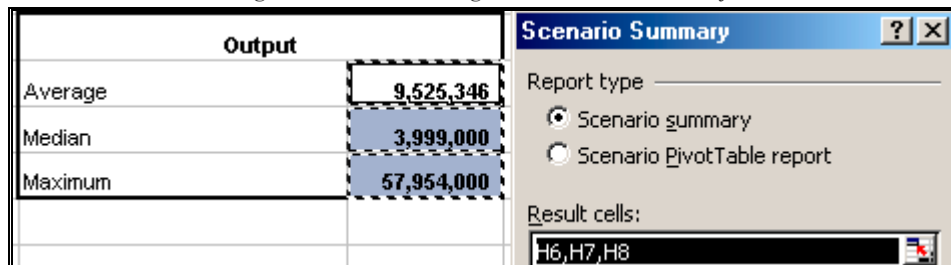 Output
Average 9,525,346
Median 3,999,000
Maximum 57,954,000
Scenario Summary ? X
Report type
Scenario summary
Scenario PivotTable report
Result cells:
H6,H7,H8